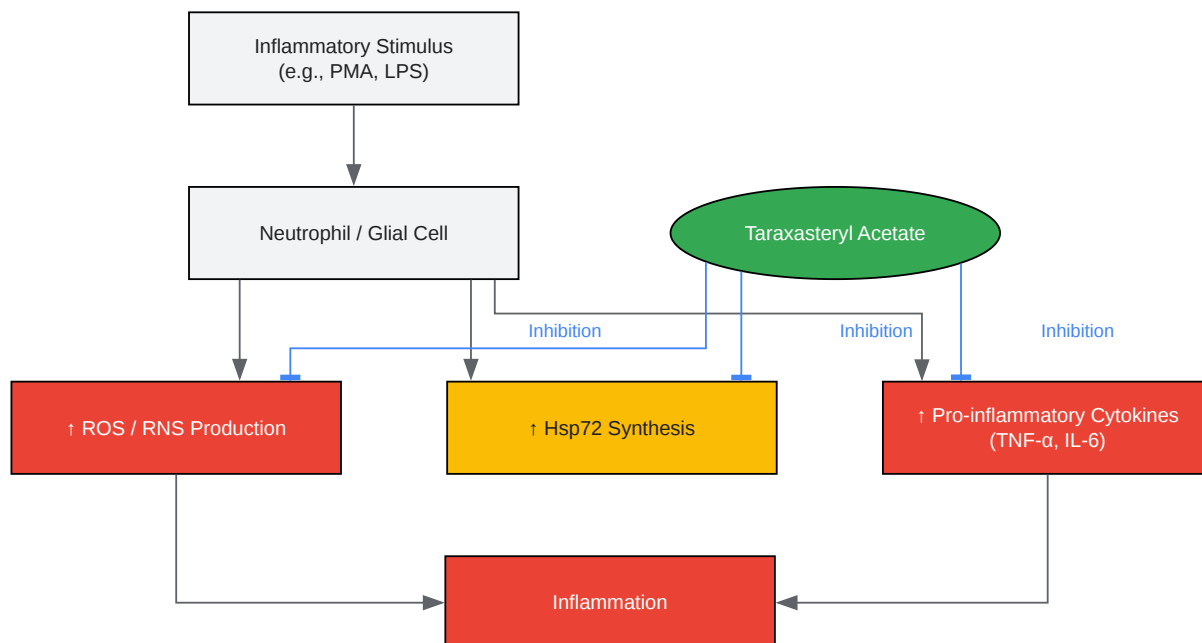 Inflammatory Stimulus
(e.g., PMA, LPS)
Neutrophil / Glial Cell
Taraxasteryl Acetate
Inhibition
Inhibition
Inhibition
↑ ROS / RNS Production
↑ Hsp72 Synthesis
↑ Pro-inflammatory Cytokines
(TNF-α, IL-6)
Inflammation